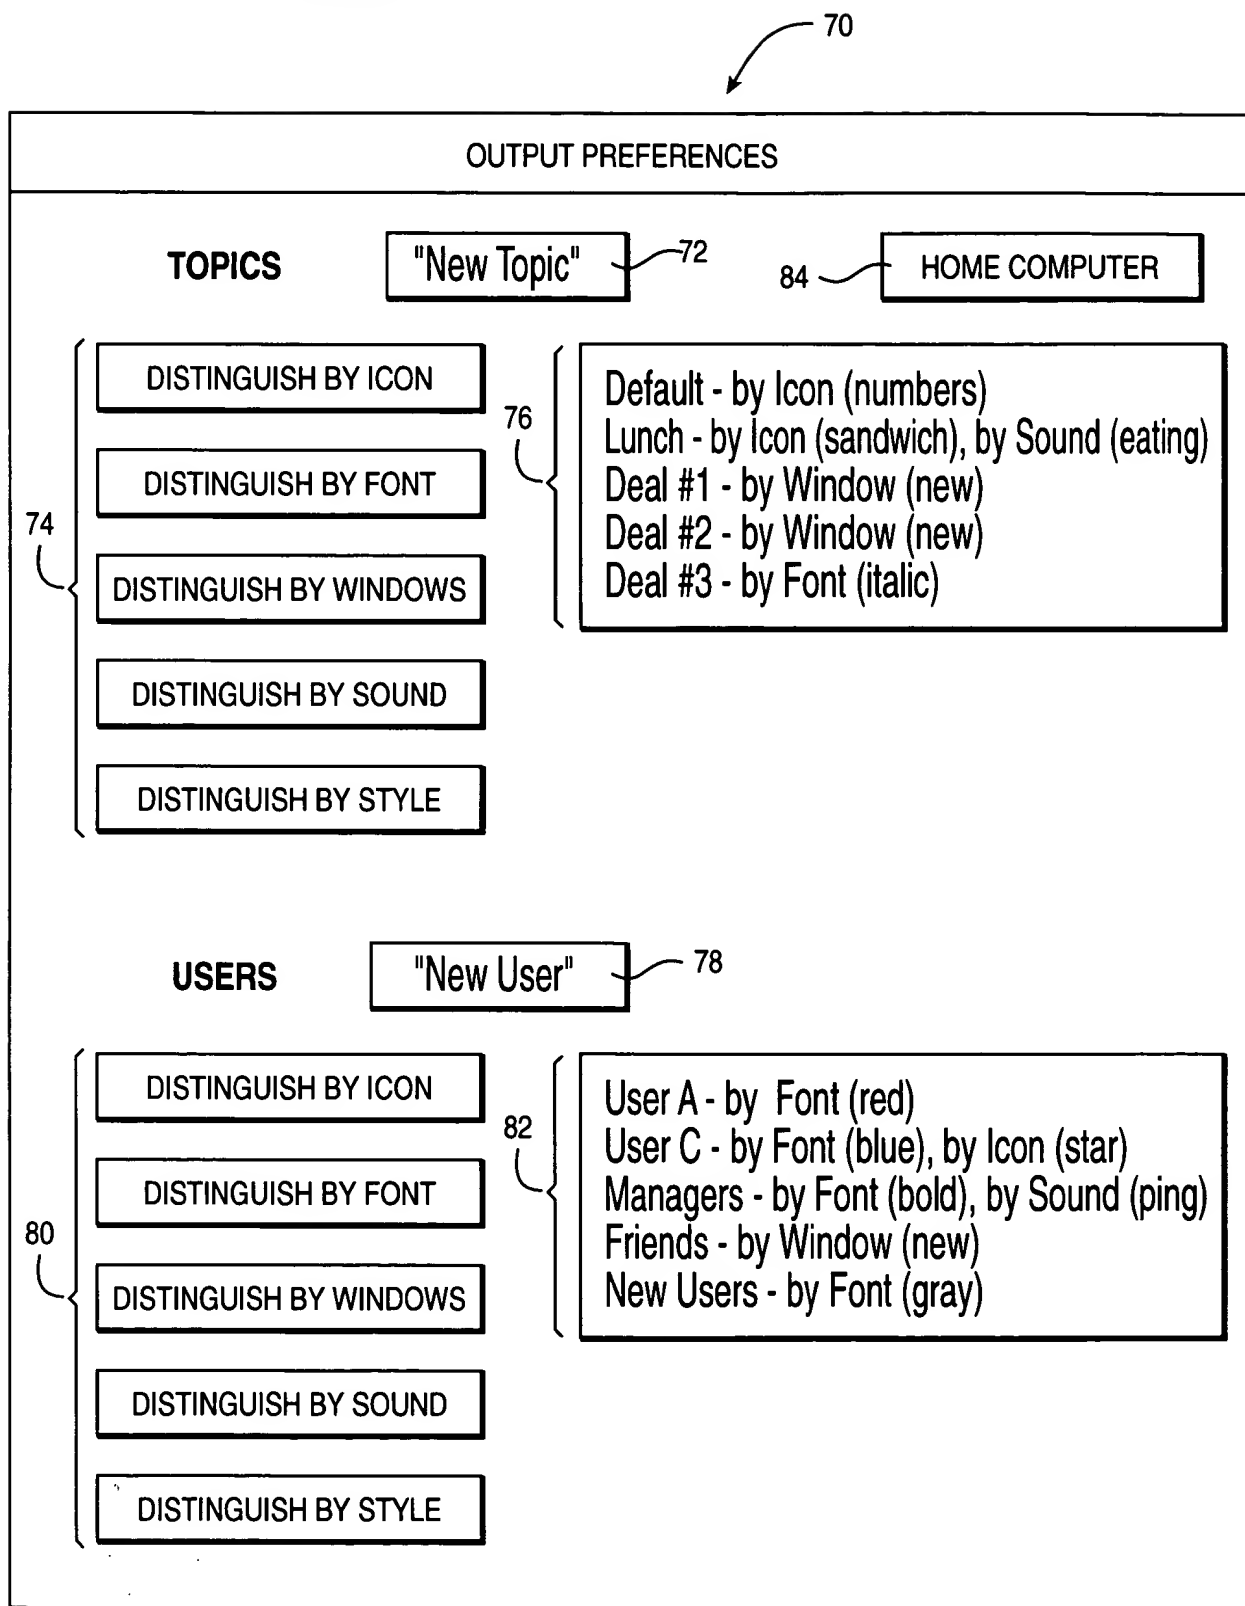 70
OUTPUT PREFERENCES
TOPICS
"New Topic"
72
84
HOME COMPUTER
74
DISTINGUISH BY ICON
DISTINGUISH BY FONT
DISTINGUISH BY WINDOWS
DISTINGUISH BY SOUND
DISTINGUISH BY STYLE
76
Default - by Icon (numbers)
Lunch - by Icon (sandwich), by Sound (eating)
Deal #1 - by Window (new)
Deal #2 - by Window (new)
Deal #3 - by Font (italic)
USERS
"New User"
78
80
DISTINGUISH BY ICON
DISTINGUISH BY FONT
DISTINGUISH BY WINDOWS
DISTINGUISH BY SOUND
DISTINGUISH BY STYLE
82
User A - by Font (red)
User C - by Font (blue), by Icon (star)
Managers - by Font (bold), by Sound (ping)
Friends - by Window (new)
New Users - by Font (gray)